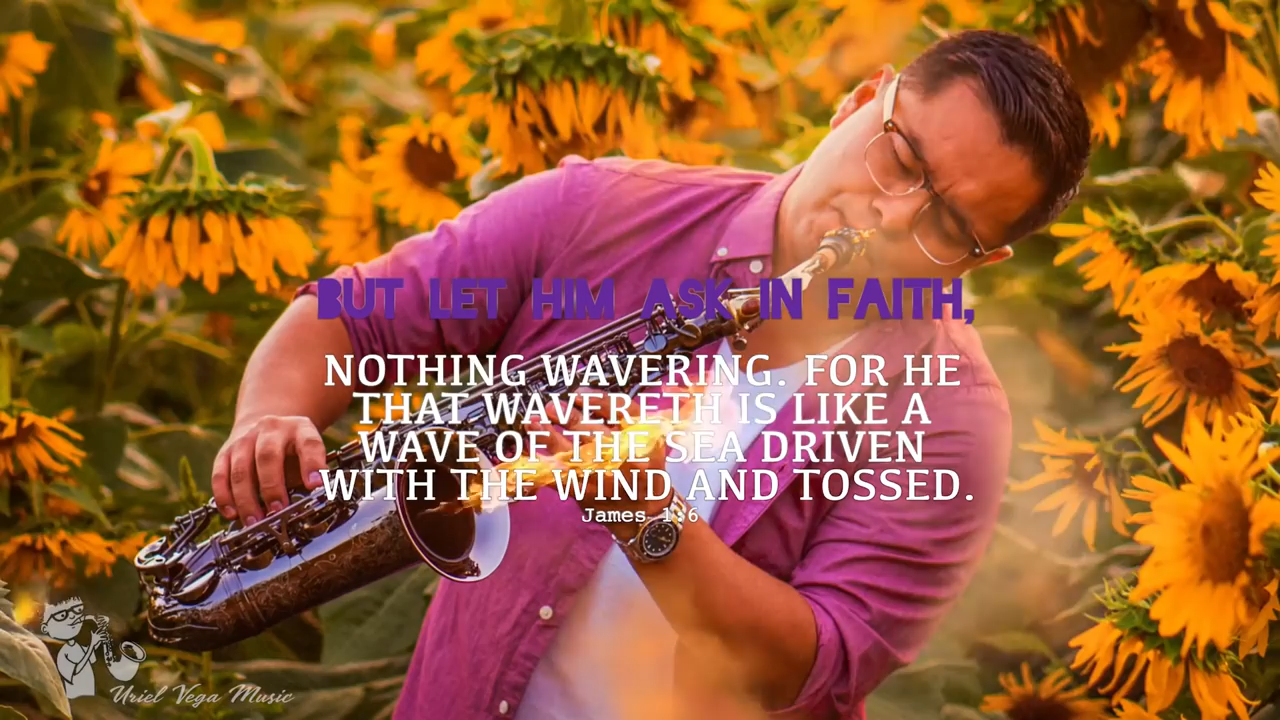 BUT LET HIM ASK IN FAITH,
NOTHING WAVERING. FOR HE
THAT WAVERETH IS LIKE A
WAVE OF THE SEA DRIVEN
WITH THE WIND AND TOSSED.
James 1:6
Uriel Vega Music